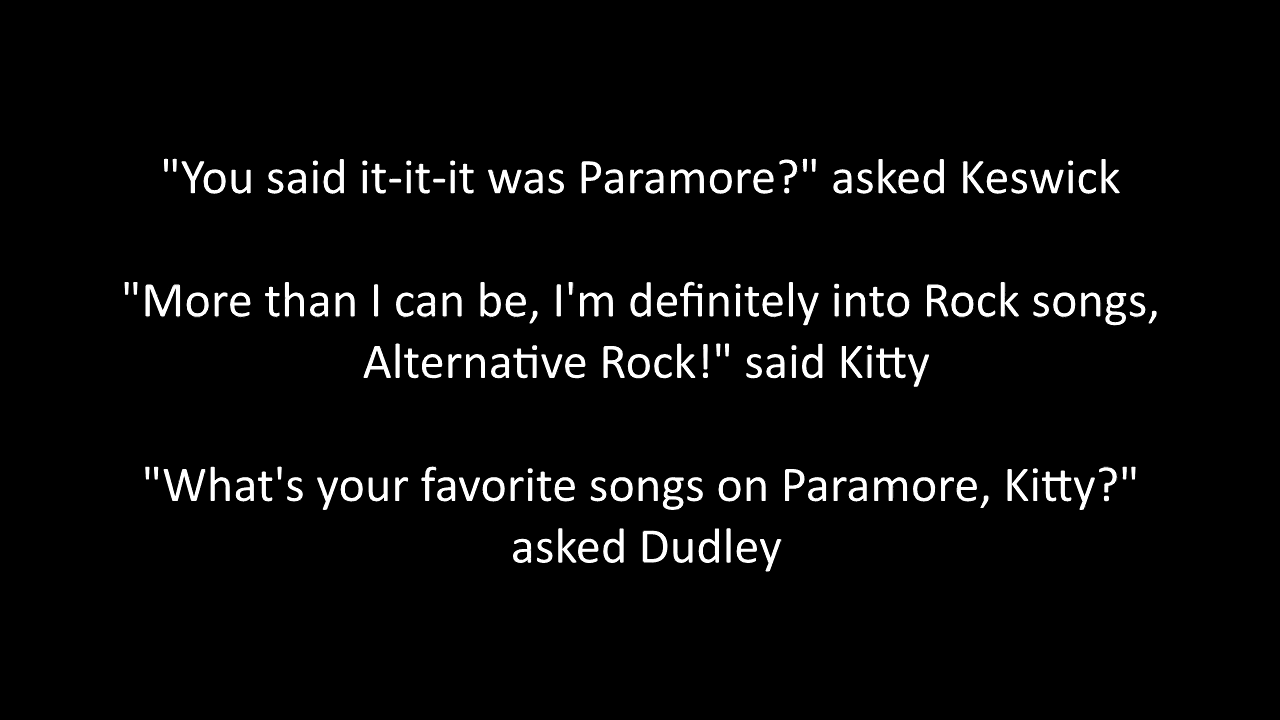 "You said it-it-it was Paramore?" asked Keswick
"More than I can be, I'm definitely into Rock songs,
Alternative Rock!" said Kitty
"What's your favorite songs on Paramore, Kitty?"
asked Dudley